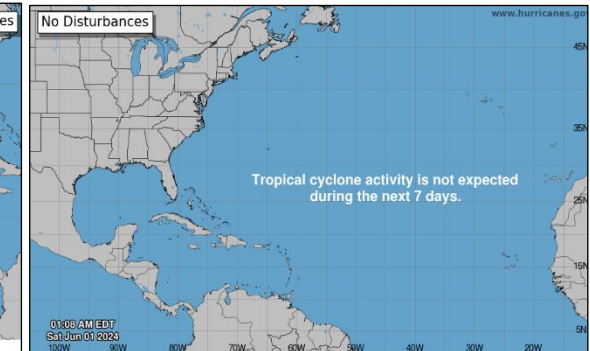 es
No Disturbances
www.hurricanes.gov
45N
35N
Tropical cyclone activity is not expected
during the next 7 days.
25N
15N
01:08 AM EDT
Sat Jun 01 2024
5N
100W 90W 80W 70W 60W 50W 40W 30W 20W